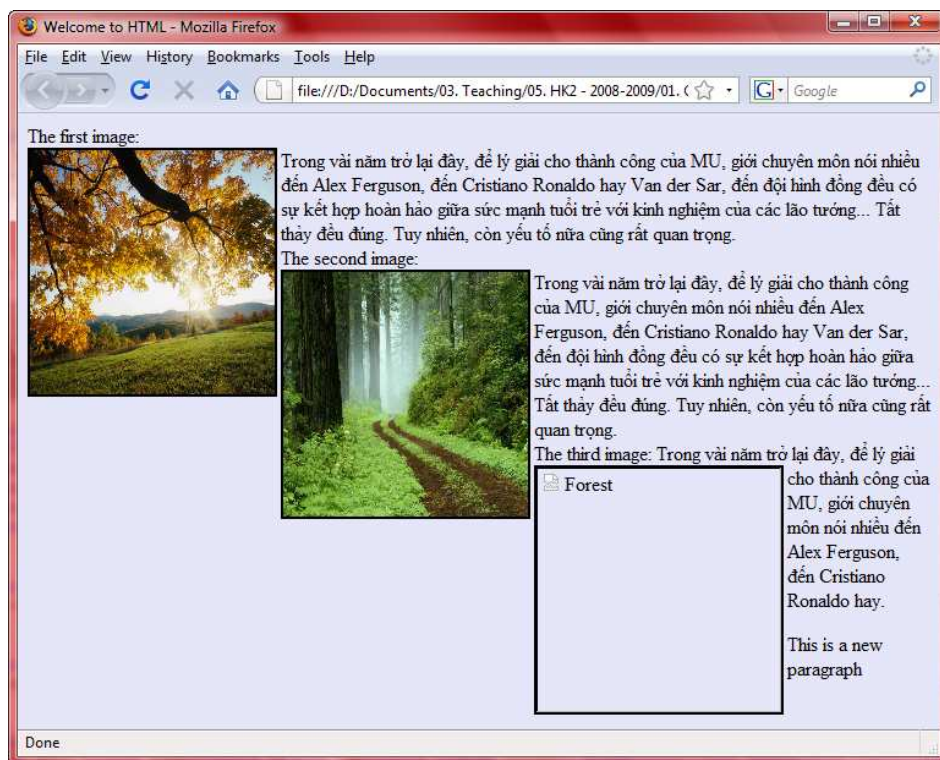 Welcome to HTML - Mozilla Firefox
File Edit View History Bookmarks Tools Help
file:///D:/Documents/03. Teaching/05. HK2 - 2008-2009/01. (
G Google
The first image:
Trong vài năm trở lại đây, để lý giải cho thành công của MU, giới chuyên môn nói nhiều
đến Alex Ferguson, đến Cristiano Ronaldo hay Van der Sar, đến đội hình đồng đều có
sự kết hợp hoàn hảo giữa sức mạnh tuổi trẻ với kinh nghiệm của các lão tướng... Tất
thảy đều đúng. Tuy nhiên, còn yếu tố nữa cũng rất quan trọng.
The second image:
Trong vài năm trở lại đây, để lý giải cho thành công
của MU, giới chuyên môn nói nhiều đến Alex
Ferguson, đến Cristiano Ronaldo hay Van der Sar,
đến đội hình đồng đều có sự kết hợp hoàn hảo giữa
sức mạnh tuổi trẻ với kinh nghiệm của các lão tướng...
Tất thảy đều đúng. Tuy nhiên, còn yếu tố nữa cũng rất
quan trọng.
The third image: Trong vài năm trở lại đây, để lý giải
Forest
cho thành công của
MU, giới chuyên
môn nói nhiều đến
Alex Ferguson,
đến Cristiano
Ronaldo hay.
This is a new
paragraph
Done